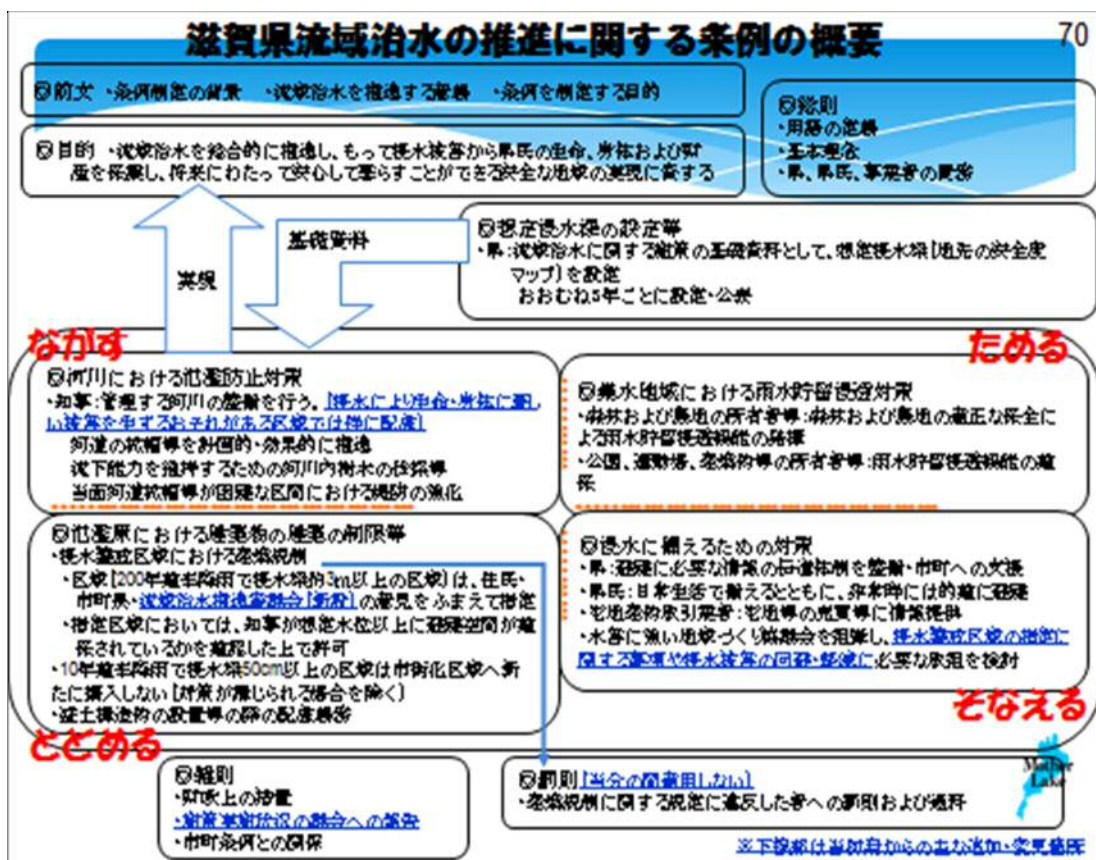 滋賀県流域治水の推進に関する条例の概要
70
◎前文 ・条例制定の背景 ・流域治水を推進する意義 ・条例を制定する目的
◎総則
・用語の定義
・基本理念
・県、県民、事業者の責務
◎目的 ・流域治水を総合的に推進し、もって浸水被害から県民の生命、身体および財
産を保護し、将来にわたって安心して暮らすことができる安全な地域の実現に資する
実現
基礎資料
◎想定浸水深の設定等
・県:流域治水に関する施策の基礎資料として、想定浸水深[地先の安全度
マップ]を設定
おおむね5年ごとに設定・公表
ながす
◎河川における氾濫防止対策
・知事:管理する河川の整備を行う。[浸水により生命・身体に著し
い被害を生ずるおそれがある区域では特に配慮]
河道の拡幅等を計画的・効果的に推進
流下能力を維持するための河川内樹木の伐採等
当面河道拡幅等が困難な区間における堤防の強化
ためる
◎集水地域における雨水貯留浸透対策
・森林および農地の所有者等:森林および農地の適正な保全に
よる雨水貯留浸透機能の発揮
・公園、運動場、建築物等の所有者等:雨水貯留浸透機能の確
保
◎氾濫原における建築物の建築の制限等
・浸水警戒区域における建築規制
・区域[200年確率降雨で浸水深約3m以上の区域]は、住民・
市町長・流域治水推進審議会[新設]の意見をふまえて指定
・指定区域においては、知事が想定水位以上に避難空間が確
保されているかを確認した上で許可
・10年確率降雨で浸水深50cm以上の区域は市街化区域へ新
たに編入しない[対策が講じられる場合を除く]
・盛土構造物の設置等の際の配慮義務
とどめる
◎浸水に備えるための対策
・県:避難に必要な情報の伝達体制を整備・市町への支援
・県民:日常生活で備えるとともに、非常時には的確に避難
・宅地建物取引業者:宅地等の売買等に情報提供
・水害に強い地域づくり協議会を組織し、浸水警戒区域の指定に
関する事項や浸水被害の回避・軽減に必要な取組を検討
そなえる
◎雑則
・財政上の措置
・施策実施状況の議会への報告
・市町条例との関係
◎罰則[当分の間適用しない]
・建築規制に関する規定に違反した者への罰則および過料
Mother
Lake
※下線部は当初案からの主な追加・変更箇所